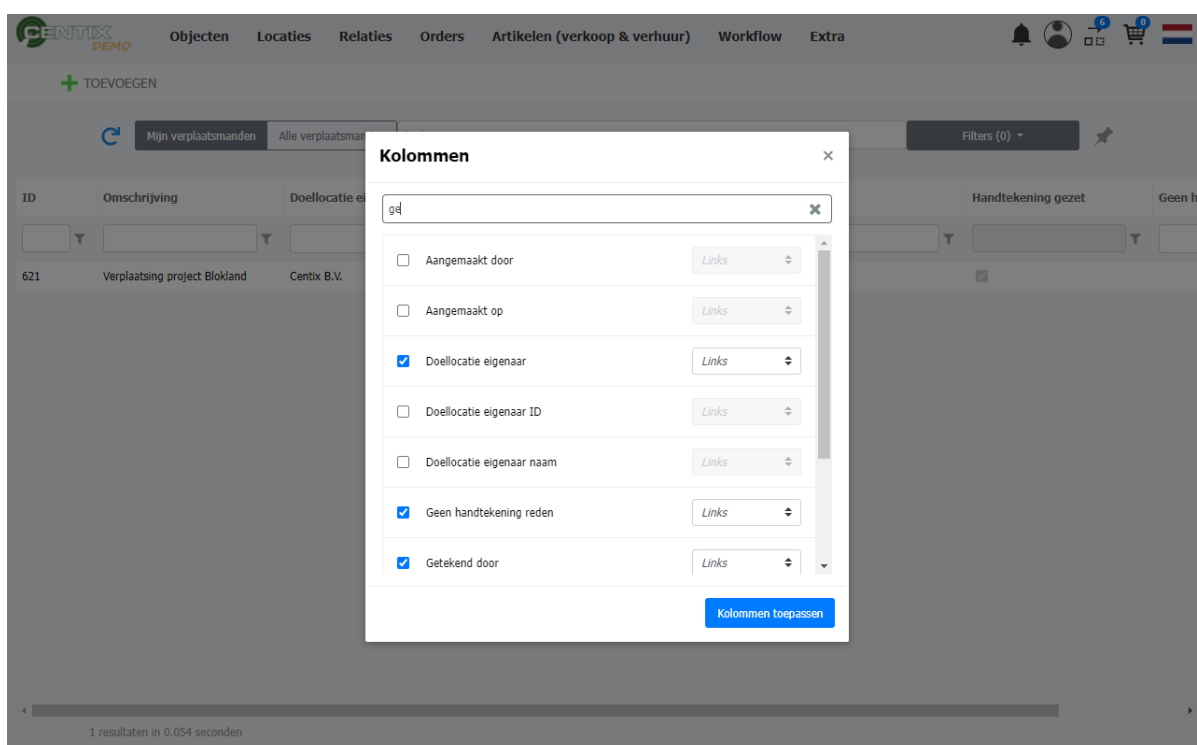 CENTIX
DEMO
Objecten Locaties Relaties Orders Artikelen (verkoop & verhuur) Workflow Extra 6 0
TOEVOEGEN
Mijn verplaatsmanden Alle verplaatsman Filters (0)
Kolommen ×
ID Omschrijving Doellocatie ei Handtekening gezet Geen h
ge
621 Verplaatsing project Blokland Centix B.V.
Aangemaakt door Links
Aangemaakt op Links
Doellocatie eigenaar Links
Doellocatie eigenaar ID Links
Doellocatie eigenaar naam Links
Geen handtekening reden Links
Getekend door Links
Kolommen toepassen
1 resultaten in 0.054 seconden